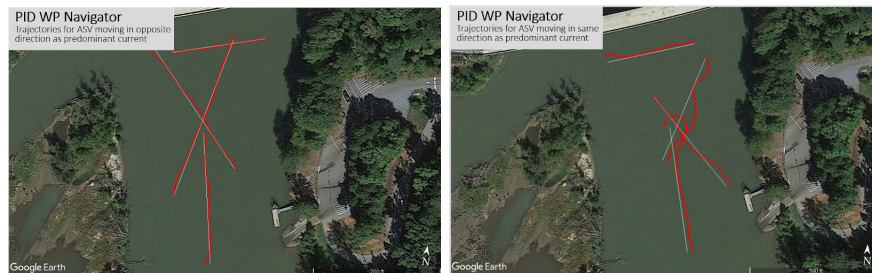 PID WP Navigator
Trajectories for ASV moving in opposite
direction as predominant current
Google Earth
N
PID WP Navigator
Trajectories for ASV moving in same
direction as predominant current
Google Earth
N